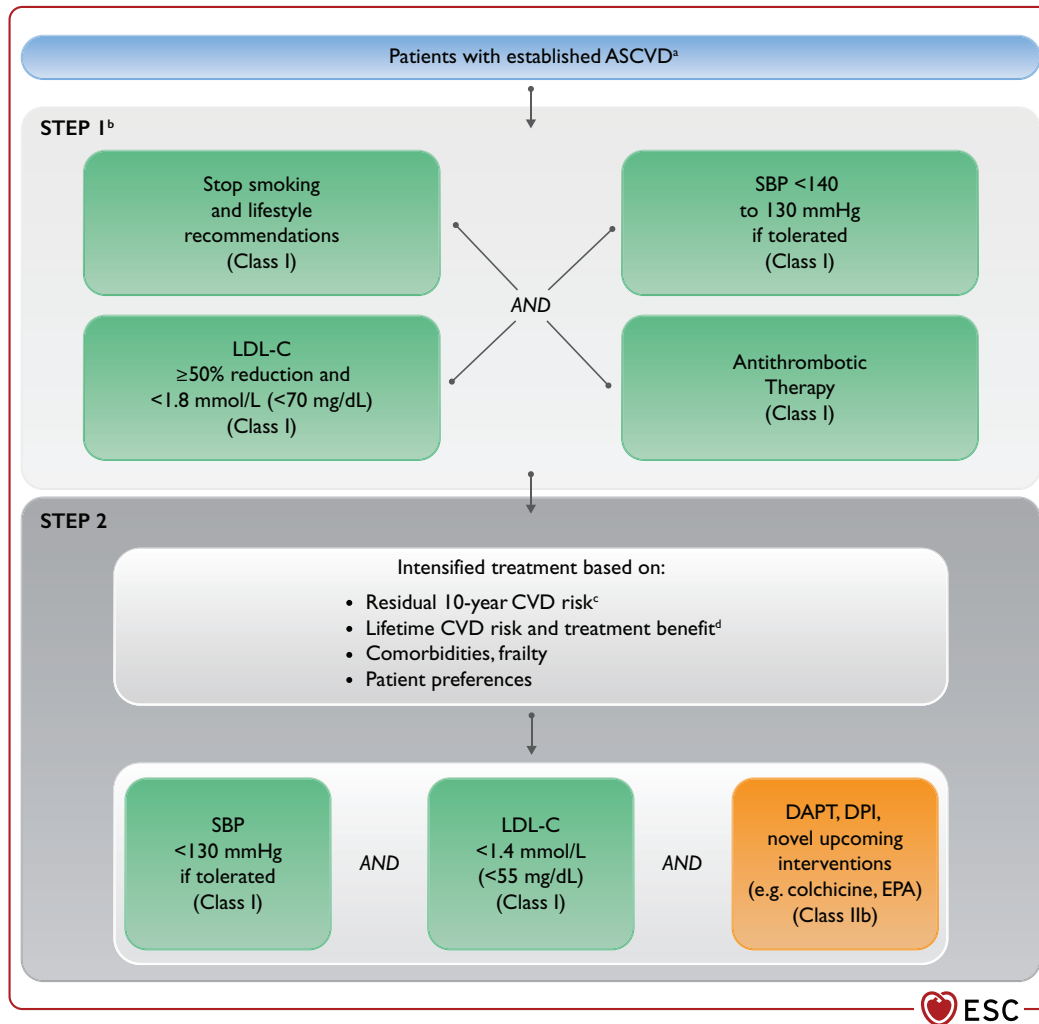 Patients with established ASCVDᵃ
STEP 1ᵇ
Stop smoking
and lifestyle
recommendations
(Class I)
SBP <140
to 130 mmHg
if tolerated
(Class I)
AND
LDL-C
≥50% reduction and
<1.8 mmol/L (<70 mg/dL)
(Class I)
Antithrombotic
Therapy
(Class I)
STEP 2
Intensified treatment based on:
• Residual 10-year CVD riskᶜ
• Lifetime CVD risk and treatment benefitᵈ
• Comorbidities, frailty
• Patient preferences
SBP
<130 mmHg
if tolerated
(Class I)
AND
LDL-C
<1.4 mmol/L
(<55 mg/dL)
(Class I)
AND
DAPT, DPI,
novel upcoming
interventions
(e.g. colchicine, EPA)
(Class IIb)
ESC